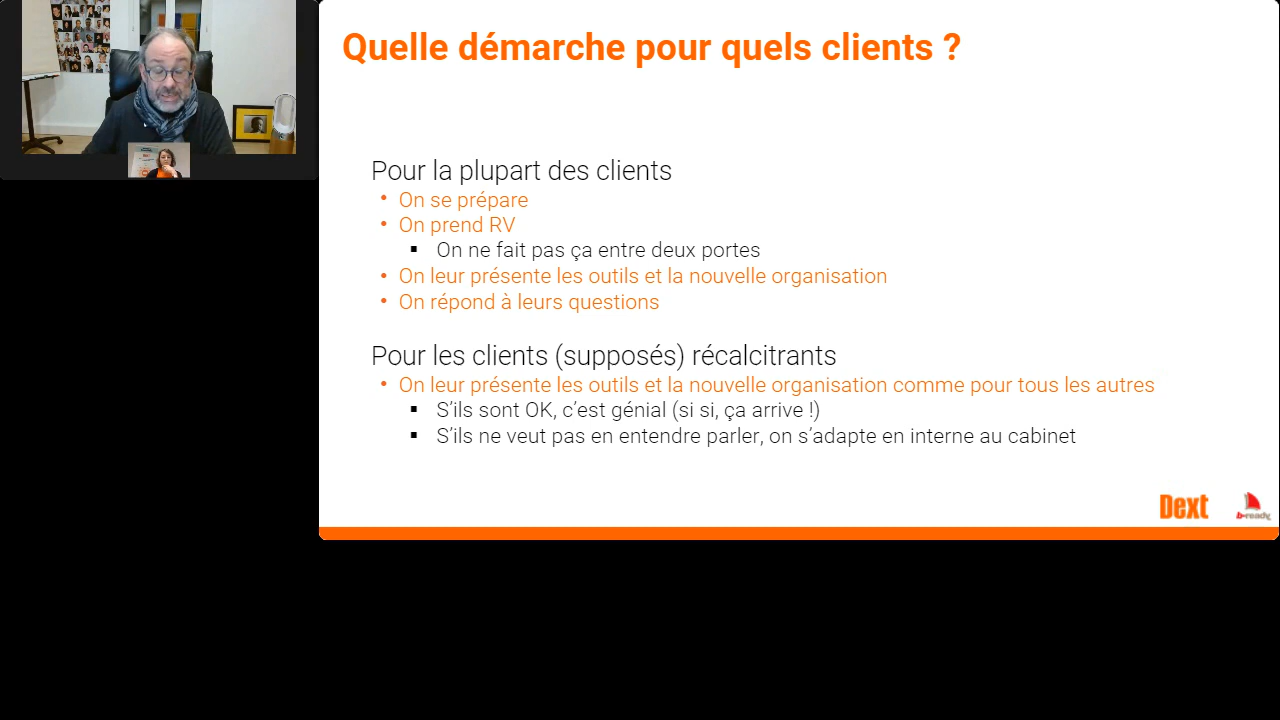 Quelle démarche pour quels clients ?
Pour la plupart des clients
• On se prépare
• On prend RV
▪ On ne fait pas ça entre deux portes
• On leur présente les outils et la nouvelle organisation
• On répond à leurs questions
Pour les clients (supposés) récalcitrants
• On leur présente les outils et la nouvelle organisation comme pour tous les autres
▪ S’ils sont OK, c’est génial (si si, ça arrive !)
▪ S’ils ne veut pas en entendre parler, on s’adapte en interne au cabinet
Dext
b-ready